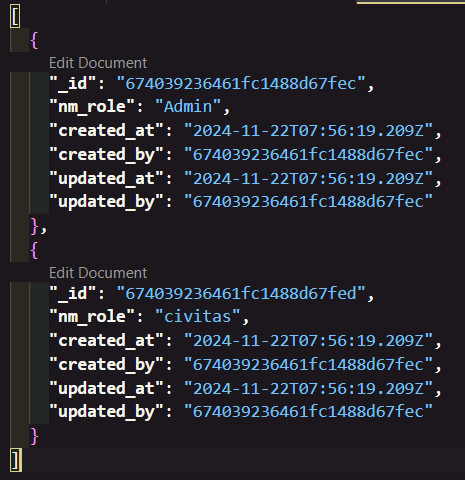 [
{
Edit Document
"_id": "674039236461fc1488d67fec",
"nm_role": "Admin",
"created_at": "2024-11-22T07:56:19.209Z",
"created_by": "674039236461fc1488d67fec",
"updated_at": "2024-11-22T07:56:19.209Z",
"updated_by": "674039236461fc1488d67fec"
},
{
Edit Document
"_id": "674039236461fc1488d67fed",
"nm_role": "civitas",
"created_at": "2024-11-22T07:56:19.209Z",
"created_by": "674039236461fc1488d67fec",
"updated_at": "2024-11-22T07:56:19.209Z",
"updated_by": "674039236461fc1488d67fec"
}
]